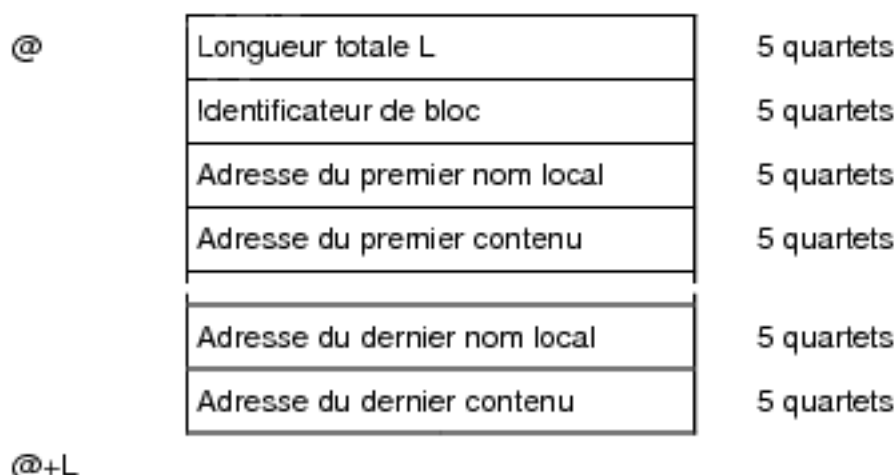 @ Longueur totale L 5 quartets
Identificateur de bloc 5 quartets
Adresse du premier nom local 5 quartets
Adresse du premier contenu 5 quartets
Adresse du dernier nom local 5 quartets
Adresse du dernier contenu 5 quartets
@+L